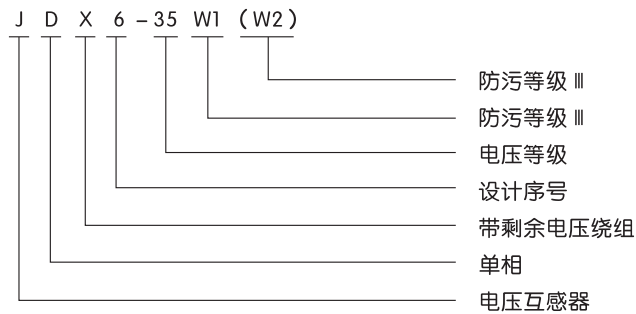 J D X 6 - 35 W1 (W2)
防污等级 Ⅲ
防污等级 Ⅲ
电压等级
设计序号
带剩余电压绕组
单相
电压互感器